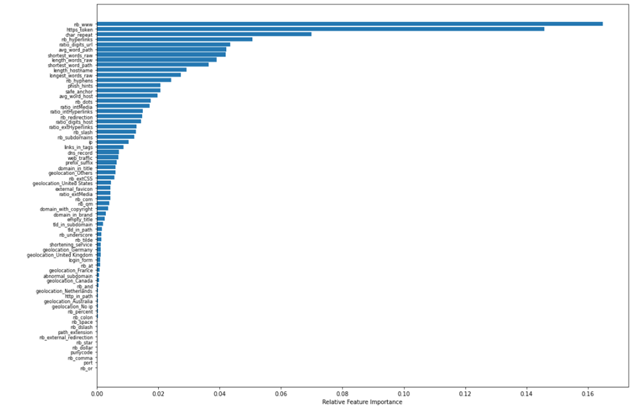 nb_www
https_token
char_repeat
nb_hyperlinks
ratio_digits_url
avg_word_path
shortest_words_raw
length_words_raw
shortest_word_path
length_hostname
longest_words_raw
nb_hyphens
phish_hints
safe_anchor
avg_word_host
nb_dots
ratio_intMedia
ratio_intHyperlinks
nb_redirection
ratio_digits_host
ratio_extHyperlinks
nb_slash
nb_subdomains
ip
links_in_tags
dns_record
web_traffic
prefix_suffix
domain_in_title
geolocation_Others
nb_extCSS
geolocation_United States
external_favicon
ratio_extMedia
nb_com
nb_qm
domain_with_copyright
domain_in_brand
empty_title
tld_in_subdomain
tld_in_path
nb_underscore
nb_tilde
shortening_service
geolocation_Germany
geolocation_United Kingdom
login_form
nb_at
geolocation_France
abnormal_subdomain
geolocation_Canada
nb_and
geolocation_Netherlands
http_in_path
geolocation_Australia
geolocation_No ip
nb_percent
nb_colon
nb_space
nb_dslash
path_extension
nb_external_redirection
nb_star
nb_dollar
punycode
nb_comma
port
nb_or
0.00 0.02 0.04 0.06 0.08 0.10 0.12 0.14 0.16
Relative Feature Importance